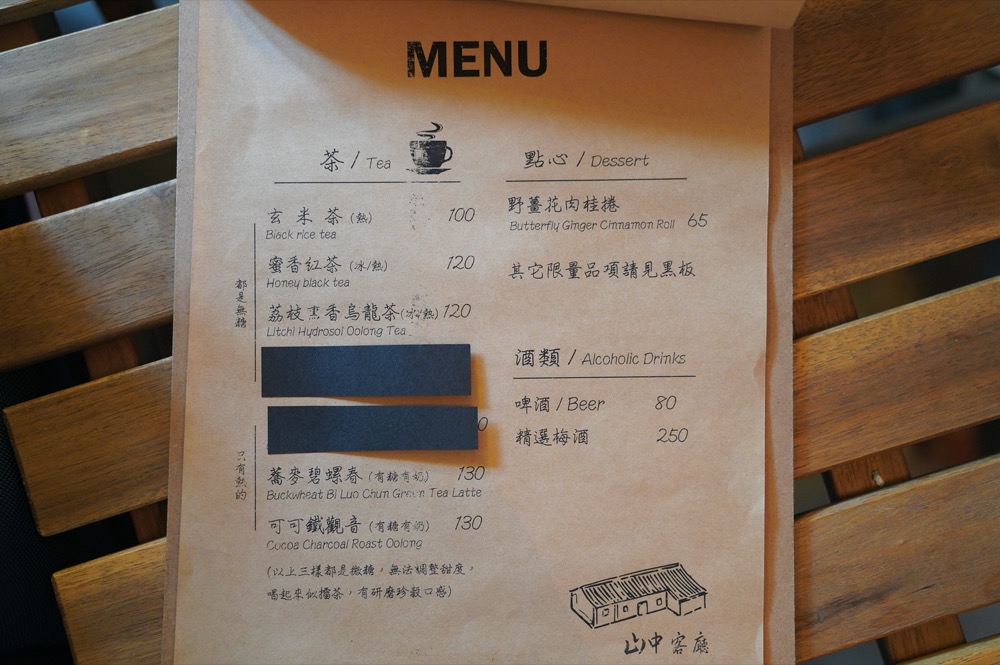 MENU
茶 / Tea
玄米茶 (熱) 100
Black rice tea
蜜香紅茶 (冰/熱) 120
Honey black tea
荔枝熏香烏龍茶 (冰/熱) 120
Litchi Hydrosol Oolong Tea
都是無糖
0
只有熱的
蕎麥碧螺春 (有糖有奶) 130
Buckwheat Bi Luo Chun Green Tea Latte
可可鐵觀音 (有糖有奶) 130
Cocoa Charcoal Roast Oolong
(以上三樣都是微糖，無法調整甜度，
喝起來似擂茶，有研磨珍穀口感)
點心 / Dessert
野薑花肉桂捲
Butterfly Ginger Cinnamon Roll 65
其它限量品項請見黑板
酒類 / Alcoholic Drinks
啤酒 / Beer 80
精選梅酒 250
山中客廳